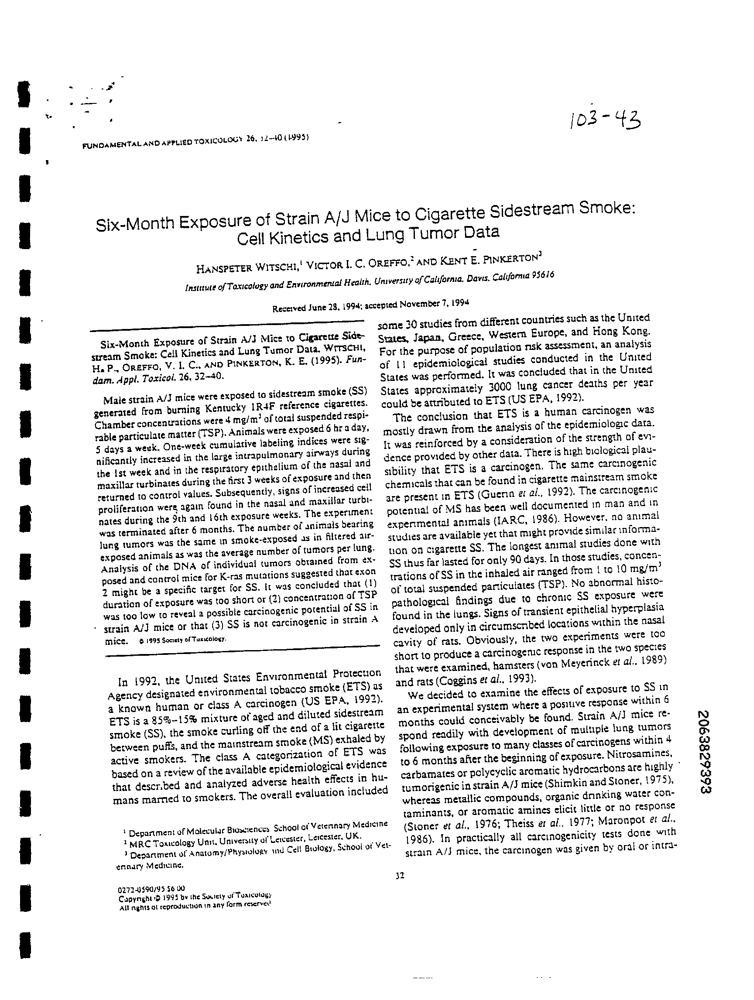 103-43
FUNDAMENTAL AND APPLIED TOXICOLOGY 26, 32–40 (1995)
Six-Month Exposure of Strain A/J Mice to Cigarette Sidestream Smoke:
Cell Kinetics and Lung Tumor Data
HANSPETER WITSCHI,¹ VICTOR I. C. OREFFO,² AND KENT E. PINKERTON³
Institute of Toxicology and Environmental Health, University of California, Davis, California 95616
Received June 28, 1994; accepted November 7, 1994
Six-Month Exposure of Strain A/J Mice to Cigarette Side-
stream Smoke: Cell Kinetics and Lung Tumor Data. WITSCHI,
H. P., OREFFO, V. I. C., AND PINKERTON, K. E. (1995). Fun-
dam. Appl. Toxicol. 26, 32–40.
Male strain A/J mice were exposed to sidestream smoke (SS)
generated from burning Kentucky 1R4F reference cigarettes.
Chamber concentrations were 4 mg/m³ of total suspended respi-
rable particulate matter (TSP). Animals were exposed 6 hr a day,
5 days a week. One-week cumulative labeling indices were sig-
nificantly increased in the large intrapulmonary airways during
the 1st week and in the respiratory epithelium of the nasal and
maxillar turbinates during the first 3 weeks of exposure and then
returned to control values. Subsequently, signs of increased cell
proliferation were again found in the nasal and maxillar turbi-
nates during the 9th and 16th exposure weeks. The experiment
was terminated after 6 months. The number of animals bearing
lung tumors was the same in smoke-exposed as in filtered air-
exposed animals as was the average number of tumors per lung.
Analysis of the DNA of individual tumors obtained from ex-
posed and control mice for K-ras mutations suggested that exon
2 might be a specific target for SS. It was concluded that (1)
duration of exposure was too short or (2) concentration of TSP
was too low to reveal a possible carcinogenic potential of SS in
strain A/J mice or that (3) SS is not carcinogenic in strain A
mice. © 1995 Society of Toxicology.
In 1992, the United States Environmental Protection
Agency designated environmental tobacco smoke (ETS) as
a known human or class A carcinogen (US EPA, 1992).
ETS is a 85%–15% mixture of aged and diluted sidestream
smoke (SS), the smoke curling off the end of a lit cigarette
between puffs, and the mainstream smoke (MS) exhaled by
active smokers. The class A categorization of ETS was
based on a review of the available epidemiological evidence
that described and analyzed adverse health effects in hu-
mans married to smokers. The overall evaluation included
¹ Department of Molecular Biosciences School of Veterinary Medicine
² MRC Toxicology Unit, University of Leicester, Leicester, UK.
³ Department of Anatomy/Physiology and Cell Biology, School of Vet-
erinary Medicine.
0272-0590/95 $6.00
Copyright © 1995 by the Society of Toxicology
All rights of reproduction in any form reserved
some 30 studies from different countries such as the United
States, Japan, Greece, Western Europe, and Hong Kong.
For the purpose of population risk assessment, an analysis
of 11 epidemiological studies conducted in the United
States was performed. It was concluded that in the United
States approximately 3000 lung cancer deaths per year
could be attributed to ETS (US EPA, 1992).
The conclusion that ETS is a human carcinogen was
mostly drawn from the analysis of the epidemiologic data.
It was reinforced by a consideration of the strength of evi-
dence provided by other data. There is high biological plau-
sibility that ETS is a carcinogen. The same carcinogenic
chemicals that can be found in cigarette mainstream smoke
are present in ETS (Guerin et al., 1992). The carcinogenic
potential of MS has been well documented in man and in
experimental animals (IARC, 1986). However, no animal
studies are available yet that might provide similar informa-
tion on cigarette SS. The longest animal studies done with
SS thus far lasted for only 90 days. In those studies, concen-
trations of SS in the inhaled air ranged from 1 to 10 mg/m³
of total suspended particulates (TSP). No abnormal histo-
pathological findings due to chronic SS exposure were
found in the lungs. Signs of transient epithelial hyperplasia
developed only in circumscribed locations within the nasal
cavity of rats. Obviously, the two experiments were too
short to produce a carcinogenic response in the two species
that were examined, hamsters (von Meyerinck et al., 1989)
and rats (Coggins et al., 1993).
We decided to examine the effects of exposure to SS in
an experimental system where a positive response within 6
months could conceivably be found. Strain A/J mice re-
spond readily with development of multiple lung tumors
following exposure to many classes of carcinogens within 4
to 6 months after the beginning of exposure. Nitrosamines,
carbamates or polycyclic aromatic hydrocarbons are highly
tumorigenic in strain A/J mice (Shimkin and Stoner, 1975),
whereas metallic compounds, organic drinking water con-
taminants, or aromatic amines elicit little or no response
(Stoner et al., 1976; Theiss et al., 1977; Maronpot et al.,
1986). In practically all carcinogenicity tests done with
strain A/J mice, the carcinogen was given by oral or intra-
32
2063829393